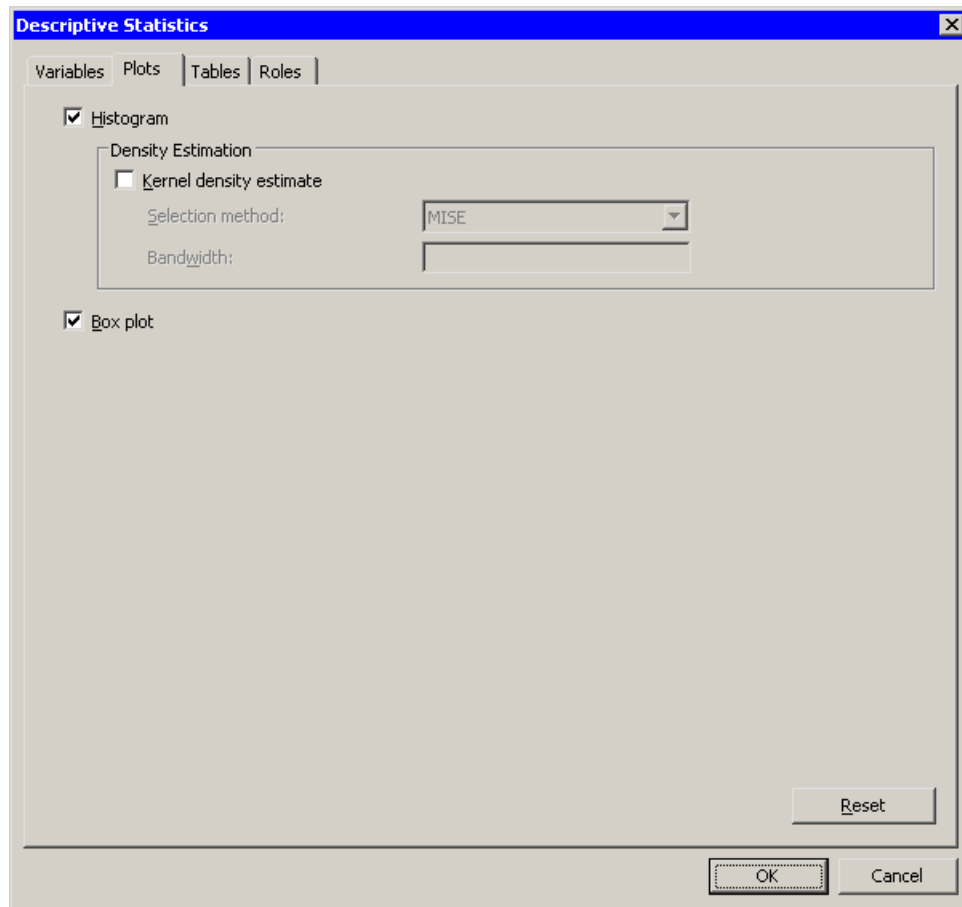 Descriptive Statistics
Variables Plots Tables Roles
Histogram
Density Estimation
Kernel density estimate
Selection method: MISE
Bandwidth:
Box plot
Reset
OK Cancel